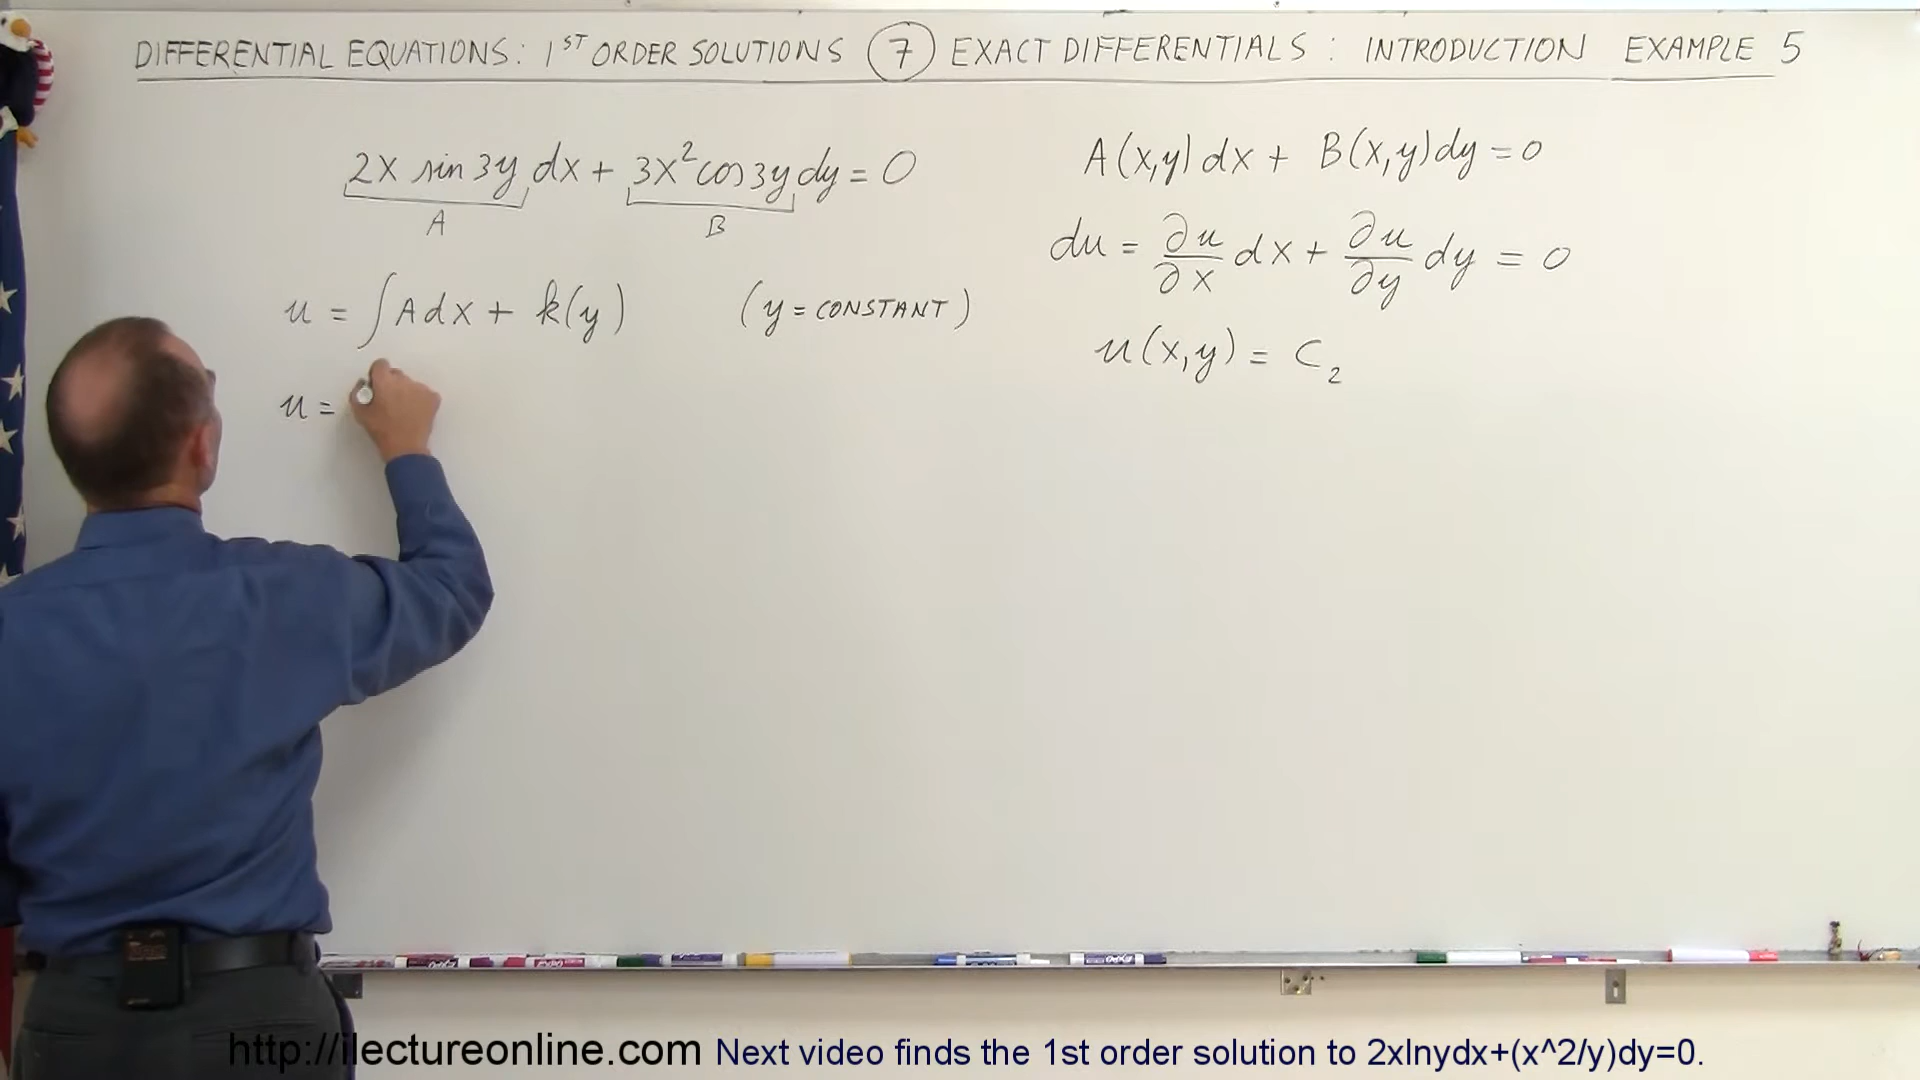 DIFFERENTIAL EQUATIONS: 1ST ORDER SOLUTIONS 7 EXACT DIFFERENTIALS: INTRODUCTION EXAMPLE 5
2x sin 3y dx + 3x² cos 3y dy = 0
A B
u = ∫ A dx + k(y) (y = CONSTANT)
u =
A(x,y) dx + B(x,y) dy = 0
du = ∂u/∂x dx + ∂u/∂y dy = 0
u(x,y) = C₂
http://ilectureonline.com Next video finds the 1st order solution to 2xlnydx+(x^2/y)dy=0.